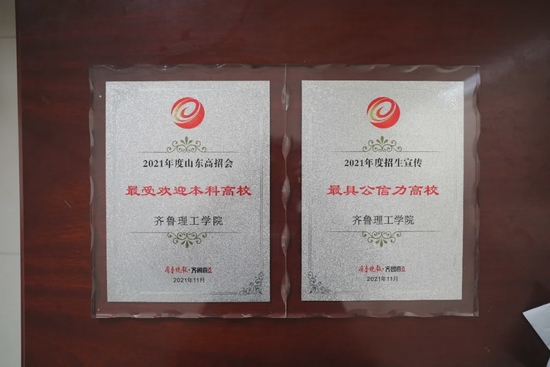 2021年度山东高招会
最受欢迎本科高校
齐鲁理工学院
齐鲁晚报·齐鲁壹点
2021年11月
2021年度招生宣传
最具公信力高校
齐鲁理工学院
齐鲁晚报·齐鲁壹点
2021年11月